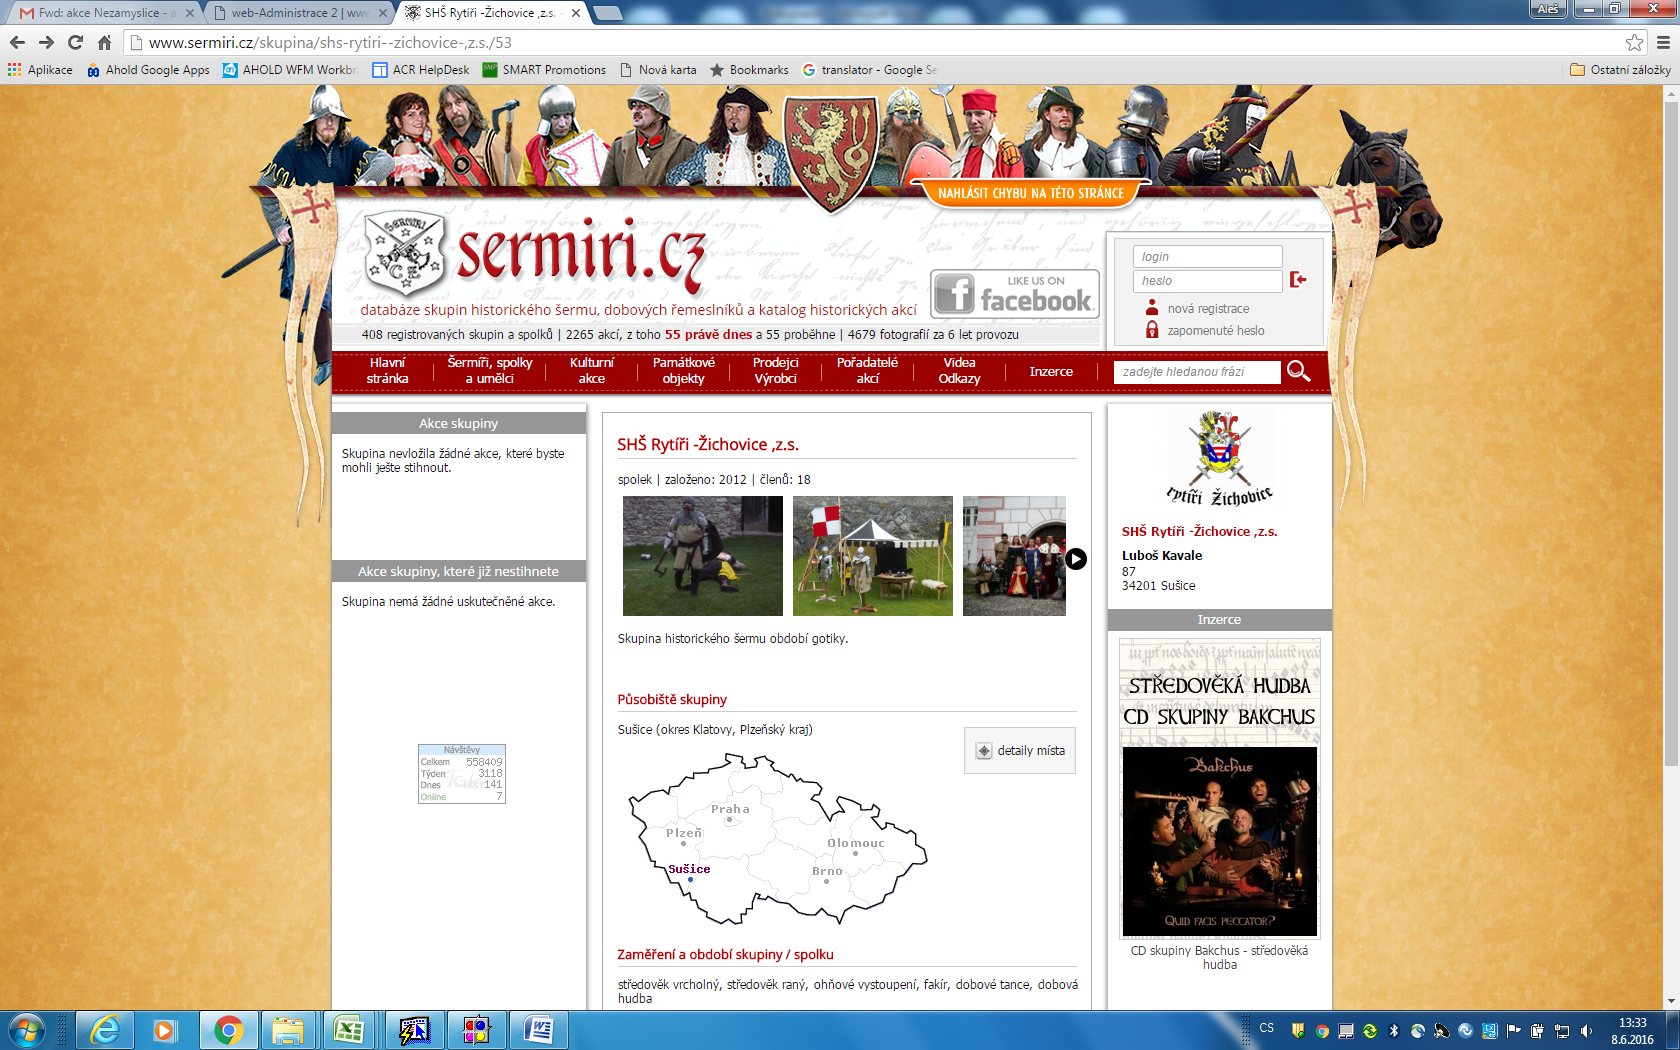 Fwd: akce Nezamyslice - a
web-Administrace 2 | www
SHŠ Rytíři -Žichovice ,z.s. -
Aleš
www.sermiri.cz/skupina/shs-rytiri--zichovice-,z.s./53
Aplikace
Ahold Google Apps
AHOLD WFM Workbr
ACR HelpDesk
SMART Promotions
Nová karta
Bookmarks
translator - Google Se
Ostatní záložky
NAHLÁSIT CHYBU NA TÉTO STRÁNCE
SERMIRI
CZ
sermiri.cz
LIKE US ON
facebook.
databáze skupin historického šermu, dobových řemeslníků a katalog historických akcí
408 registrovaných skupin a spolků | 2265 akcí, z toho 55 právě dnes a 55 proběhne | 4679 fotografií za 6 let provozu
login
heslo
nová registrace
zapomenuté heslo
Hlavní
stránka
Šermíři, spolky
a umělci
Kulturní
akce
Památkové
objekty
Prodejci
Výrobci
Pořadatelé
akcí
Videa
Odkazy
Inzerce
zadejte hledanou frázi
Akce skupiny
Skupina nevložila žádné akce, které byste
mohli ješte stihnout.
Akce skupiny, které již nestihnete
Skupina nemá žádné uskutečněné akce.
Návštěvy
Celkem 558409
Týden 3118
Dnes 141
Online 7
SHŠ Rytíři -Žichovice ,z.s.
spolek | založeno: 2012 | členů: 18
Skupina historického šermu období gotiky.
Působiště skupiny
Sušice (okres Klatovy, Plzeňský kraj)
detaily místa
Praha
Plzeň
Olomouc
Sušice
Brno
Zaměření a období skupiny / spolku
středověk vrcholný, středověk raný, ohňové vystoupení, fakír, dobové tance, dobová
hudba
rytíři Žichovice
SHŠ Rytíři -Žichovice ,z.s.
Luboš Kavale
87
34201 Sušice
Inzerce
STŘEDOVĚKÁ HUDBA
CD SKUPINY BAKCHUS
Bakchus
QUID FACIS PECCATOR?
CD skupiny Bakchus - středověká
hudba
CS
13:33
8.6.2016